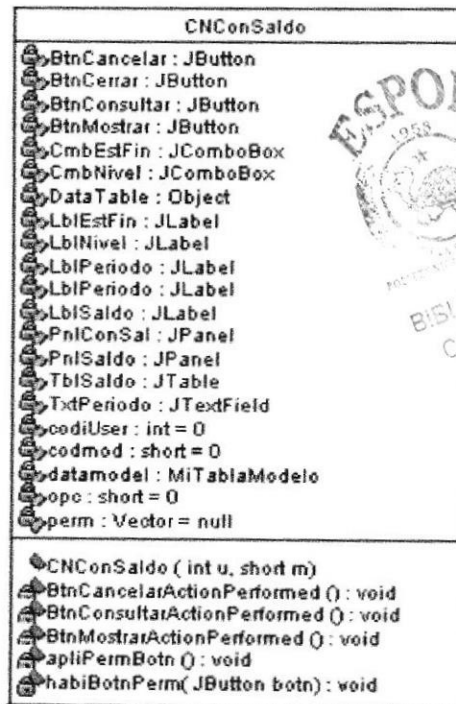 CNConSaldo
BtnCancelar : JButton
BtnCerrar : JButton
BtnConsultar : JButton
BtnMostrar : JButton
CmbEstFin : JComboBox
CmbNivel : JComboBox
DataTable : Object
LblEstFin : JLabel
LblNivel : JLabel
LblPeriodo : JLabel
LblPeriodo : JLabel
LblSaldo : JLabel
PnlConSal : JPanel
PnlSaldo : JPanel
TblSaldo : JTable
TxtPeriodo : JTextField
codiUser : int = 0
codmod : short = 0
datamodel : MiTablaModelo
opc : short = 0
perm : Vector = null
CNConSaldo ( int u, short m)
BtnCancelarActionPerformed () : void
BtnConsultarActionPerformed () : void
BtnMostrarActionPerformed () : void
apliPermBotn () : void
habiBotnPerm( JButton botn) : void
1958